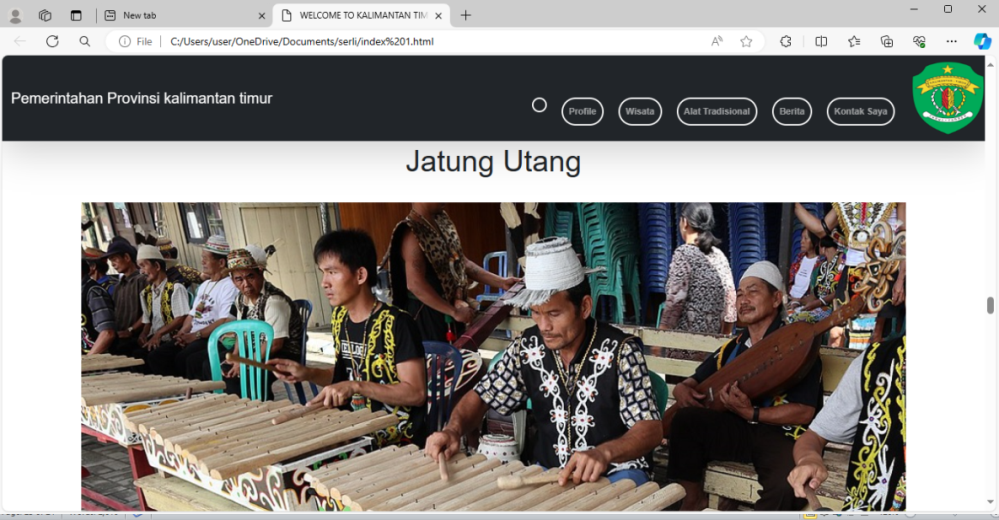 New tab
WELCOME TO KALIMANTAN TIM
File
C:/Users/user/OneDrive/Documents/serli/index%201.html
Pemerintahan Provinsi kalimantan timur
Profile
Wisata
Alat Tradisional
Berita
Kontak Saya
Jatung Utang